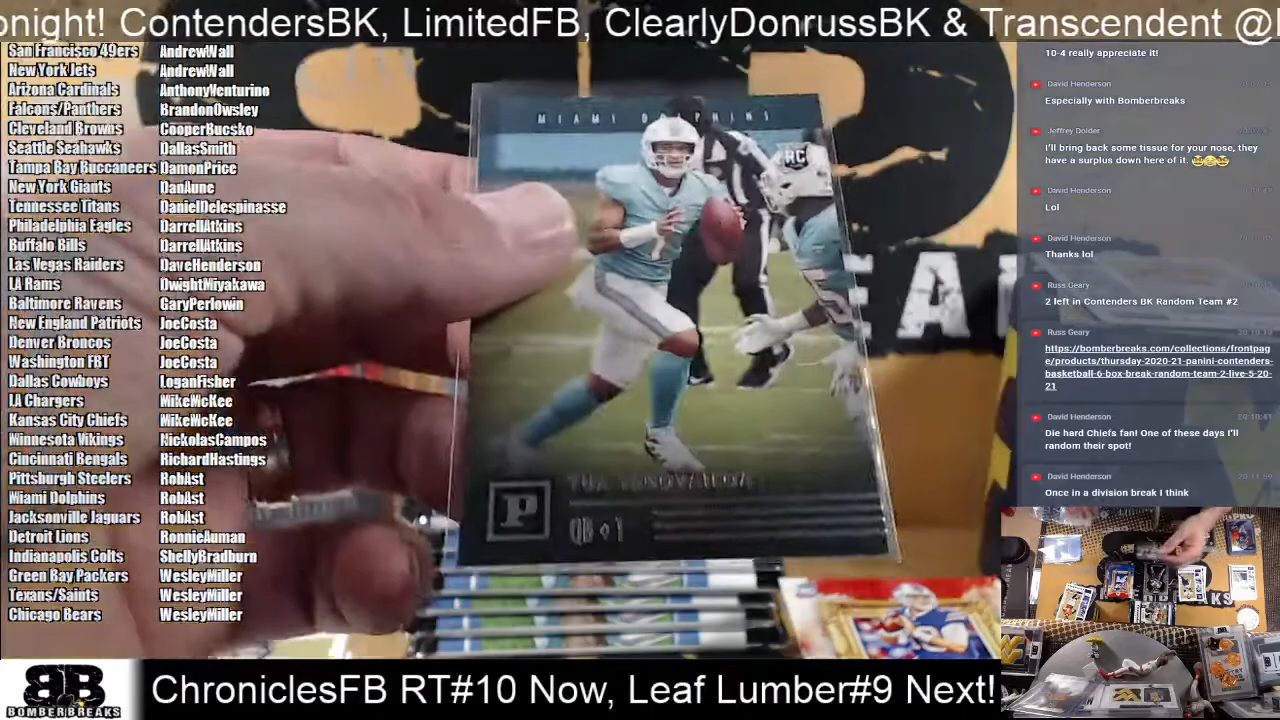 onight! ContendersBK, LimitedFB, ClearlyDonrussBK & Transcendent @
San Francisco 49ers AndrewWall
New York Jets AndrewWall
Arizona Cardinals AnthonyVenturino
Falcons/Panthers BrandonOwsley
Cleveland Browns CooperBucsko
Seattle Seahawks DallasSmith
Tampa Bay Buccaneers DamonPrice
New York Giants DanAune
Tennessee Titans DanielDelespinasse
Philadelphia Eagles DarrellAtkins
Buffalo Bills DarrellAtkins
Las Vegas Raiders DaveHenderson
LA Rams DwightMiyakawa
Baltimore Ravens GaryPerlowin
New England Patriots JoeCosta
Denver Broncos JoeCosta
Washington FBT JoeCosta
Dallas Cowboys LoganFisher
LA Chargers MikeMcKee
Kansas City Chiefs MikeMcKee
Minnesota Vikings NickolasCampos
Cincinnati Bengals RichardHastings
Pittsburgh Steelers RobAst
Miami Dolphins RobAst
Jacksonville Jaguars RobAst
Detroit Lions RonnieAuman
Indianapolis Colts ShellyBradburn
Green Bay Packers WesleyMiller
Texans/Saints WesleyMiller
Chicago Bears WesleyMiller
MIAMI DOLPHINS
RC
TUA TAGOVAILOA
P
QB 1
EA
10-4 really appreciate it!
David Henderson
Especially with Bomberbreaks
Jeffrey Dolder
I'll bring back some tissue for your nose, they
have a surplus down here of it.
David Henderson
Lol
David Henderson
Thanks lol
Russ Geary
2 left in Contenders BK Random Team #2
Russ Geary
https://bomberbreaks.com/collections/frontpag
e/products/thursday-2020-21-panini-contenders-
basketball-6-box-break-random-team-2-live-5-20-
21
David Henderson 20:10:41
Die hard Chiefs fan! One of these days I'll
random their spot!
David Henderson
Once in a division break I think
BB
BOMBERBREAKS
ChroniclesFB RT#10 Now, Leaf Lumber#9 Next!